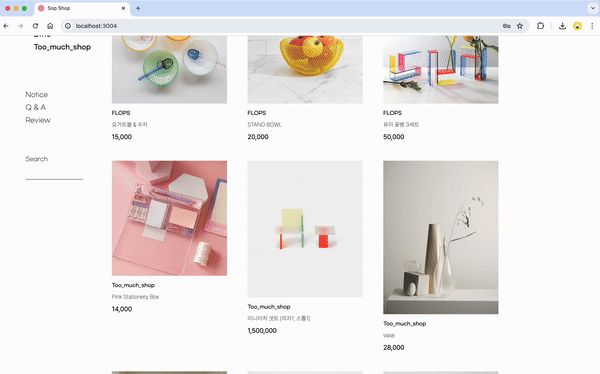 Sop Shop
localhost:3004
Too_much_shop
Notice
Q & A
Review
Search
FLOPS
요거트볼 & 수저
15,000
FLOPS
STAND BOWL
20,000
FLOPS
유리 꽃병 3세트
50,000
Too_much_shop
Pink Stationery Box
14,000
Too_much_shop
미니어처 셋트 (의자1, 스툴1)
1,500,000
Too_much_shop
vase
28,000